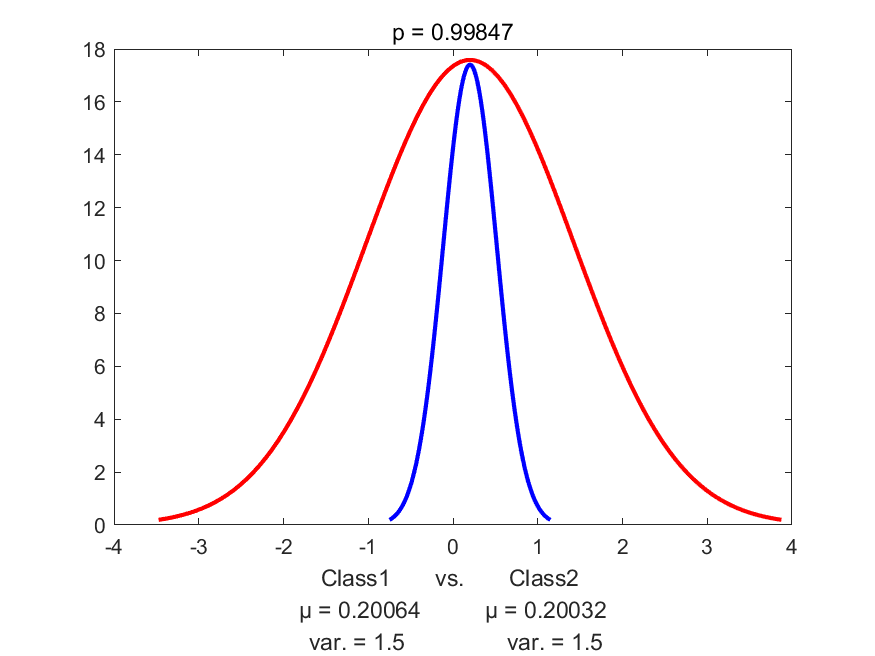 p = 0.99847
18
16
14
12
10
8
6
4
2
0
-4 -3 -2 -1 0 1 2 3 4
Class1 vs. Class2
μ = 0.20064 μ = 0.20032
var. = 1.5 var. = 1.5